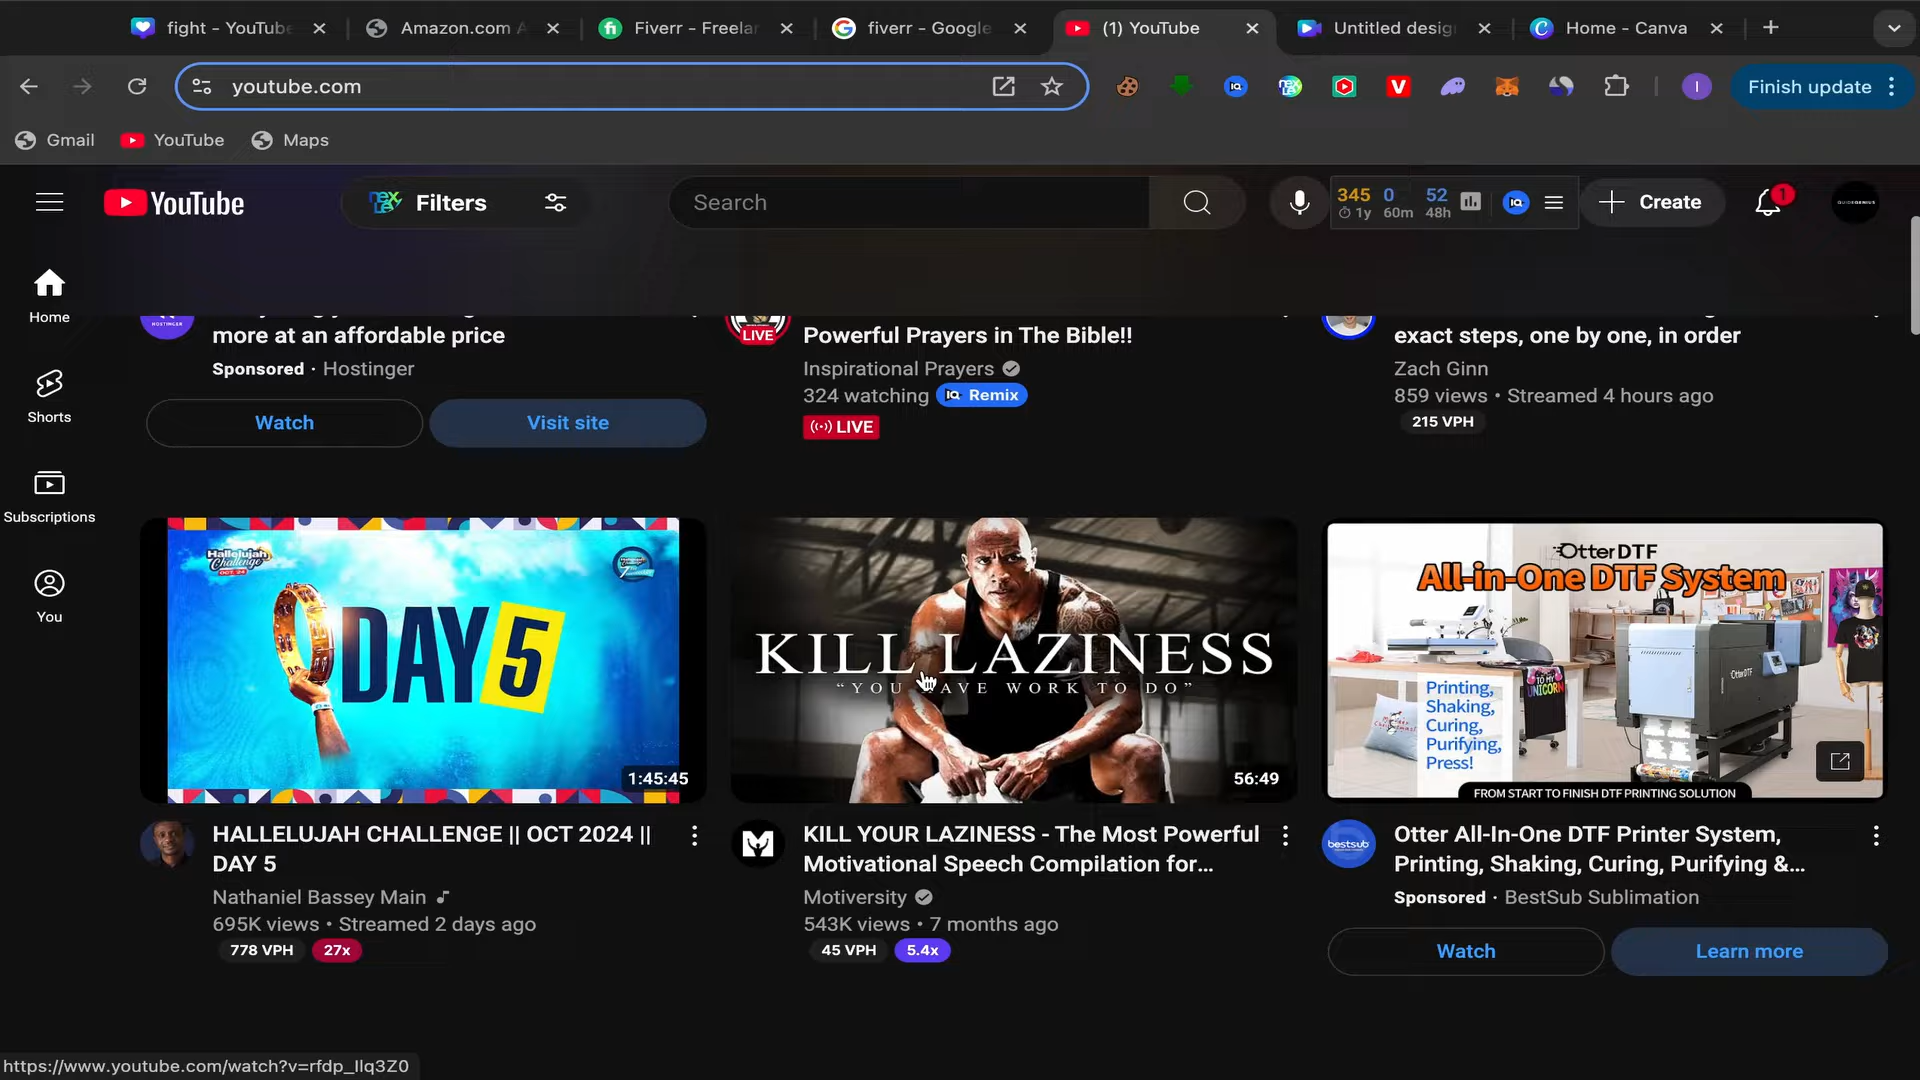 fight - YouTube
Amazon.com
Fiverr - Freelan
fiverr - Google
(1) YouTube
Untitled desig
Home - Canva
youtube.com
Finish update
Gmail
YouTube
Maps
YouTube
Filters
Search
345 0 52
1y 60m 48h
Create
1
Home
Shorts
Subscriptions
You
more at an affordable price
Sponsored · Hostinger
Watch
Visit site
LIVE
Powerful Prayers in The Bible!!
Inspirational Prayers
324 watching
Remix
LIVE
exact steps, one by one, in order
Zach Ginn
859 views • Streamed 4 hours ago
215 VPH
Hallelujah
Challenge
DAY 5
1:45:45
HALLELUJAH CHALLENGE || OCT 2024 ||
DAY 5
Nathaniel Bassey Main
695K views • Streamed 2 days ago
778 VPH
27x
KILL LAZINESS
“YOU HAVE WORK TO DO”
56:49
KILL YOUR LAZINESS - The Most Powerful
Motivational Speech Compilation for...
Motiversity
543K views • 7 months ago
45 VPH
5.4x
OtterDTF
All-in-One DTF System
Printing,
Shaking,
Curing,
Purifying,
Press!
FROM START TO FINISH DTF PRINTING SOLUTION
bestsub
Otter All-In-One DTF Printer System,
Printing, Shaking, Curing, Purifying &...
Sponsored · BestSub Sublimation
Watch
Learn more
https://www.youtube.com/watch?v=rfdp_Ilq3Z0